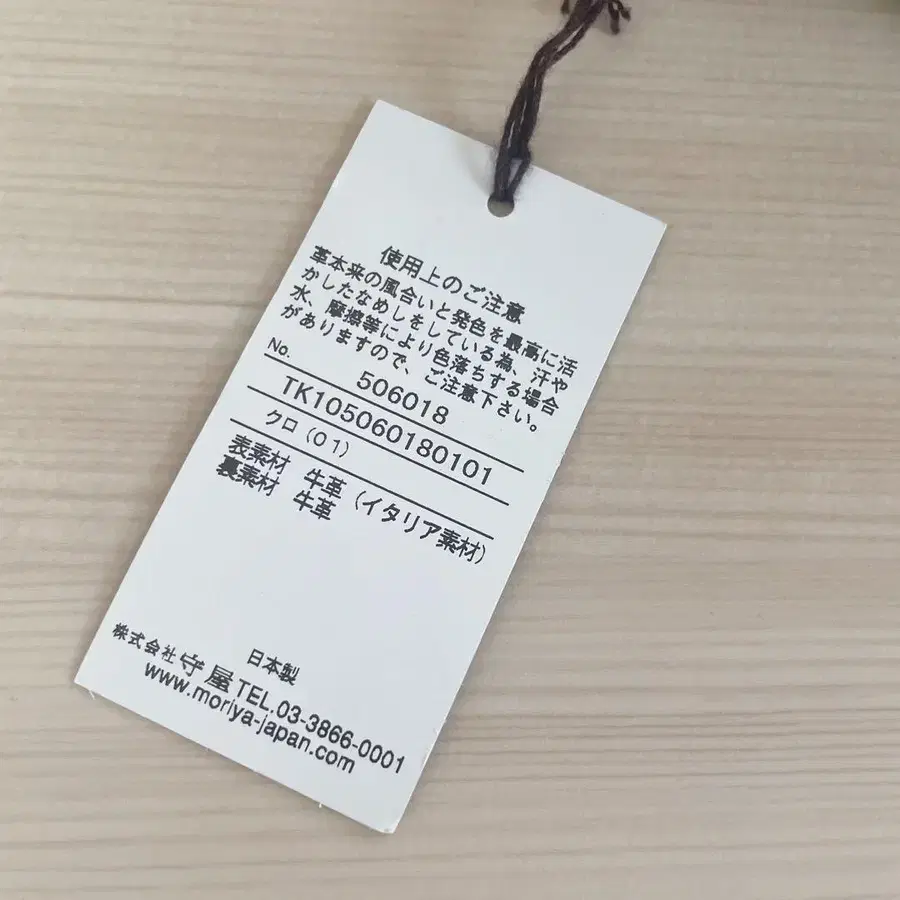 使用上のご注意
革本来の風合いと発色を最高に活
かしたなめしをしている為、汗や
水、摩擦等により色落ちする場合
がありますので、ご注意下さい。
No.
506018
TK105060180101
クロ（０１）
表素材　牛革（イタリア素材）
裏素材　牛革
日本製
株式会社守屋 TEL.03-3866-0001
www.moriya-japan.com